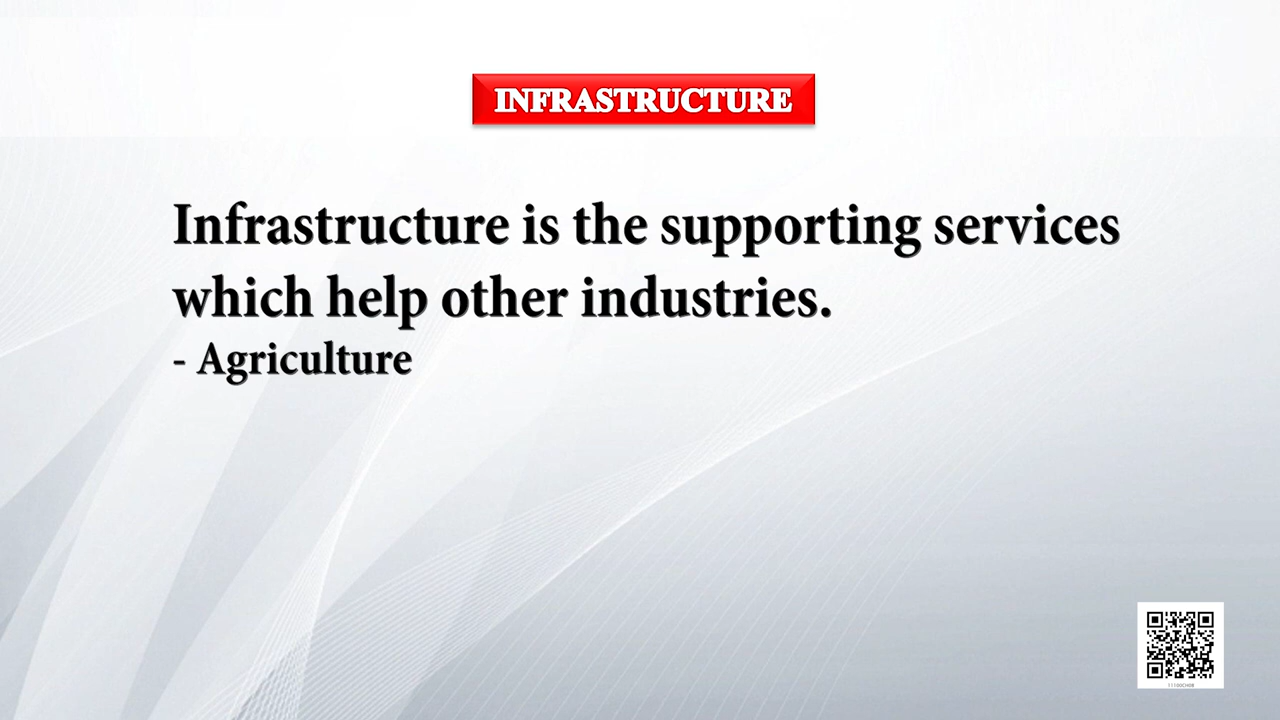 INFRASTRUCTURE
Infrastructure is the supporting services
which help other industries.
- Agriculture